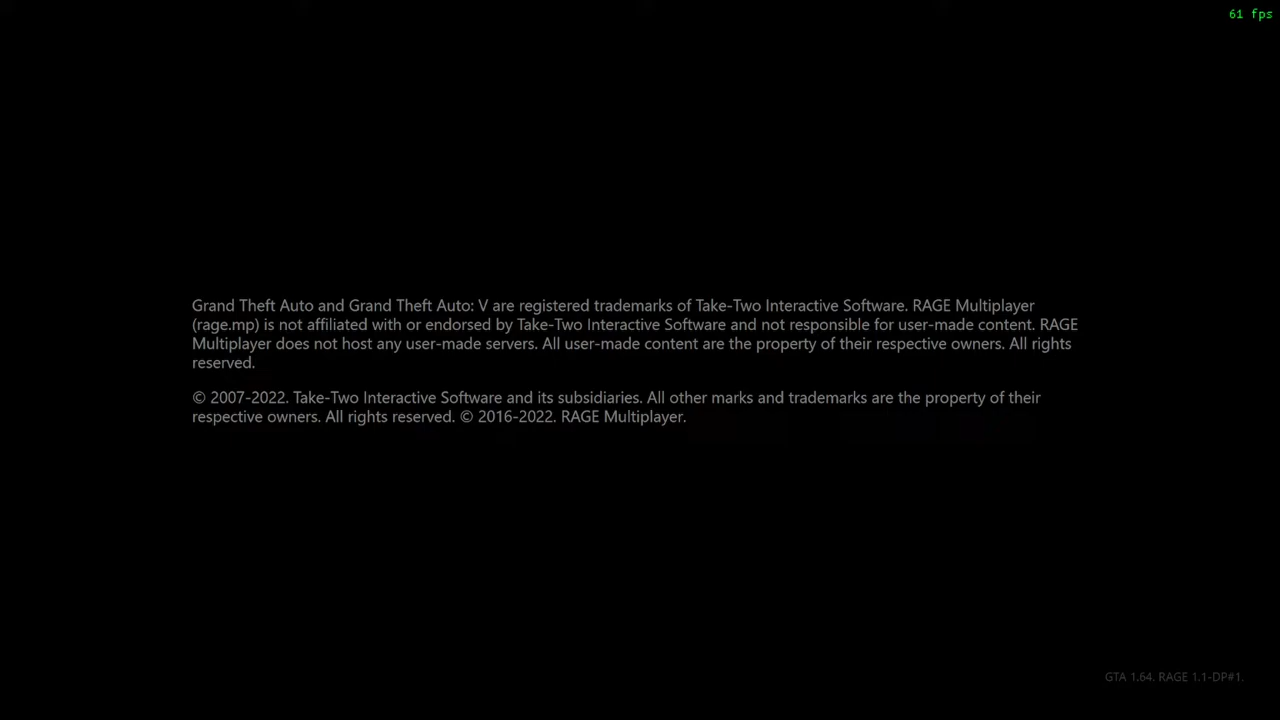 61 fps
Grand Theft Auto and Grand Theft Auto: V are registered trademarks of Take-Two Interactive Software. RAGE Multiplayer
(rage.mp) is not affiliated with or endorsed by Take-Two Interactive Software and not responsible for user-made content. RAGE
Multiplayer does not host any user-made servers. All user-made content are the property of their respective owners. All rights
reserved.
© 2007-2022. Take-Two Interactive Software and its subsidiaries. All other marks and trademarks are the property of their
respective owners. All rights reserved. © 2016-2022. RAGE Multiplayer.
GTA 1.64. RAGE 1.1-DP#1.